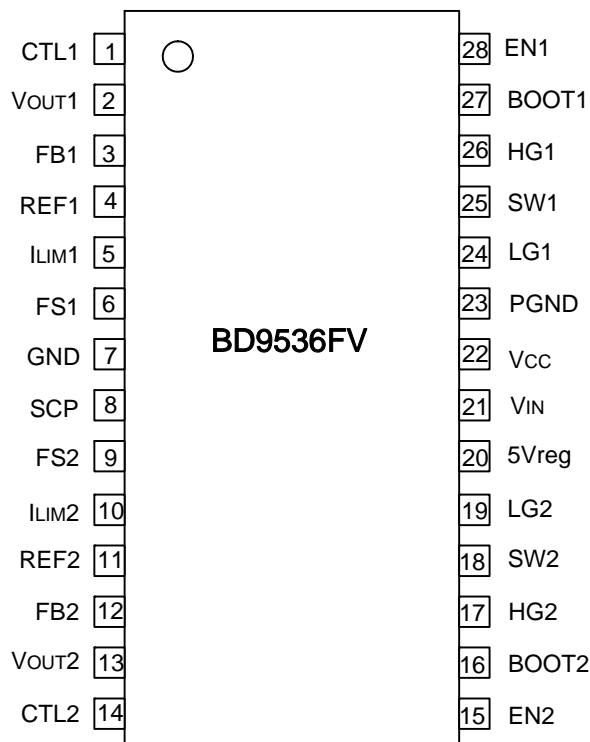 CTL1 1 28 EN1
VOUT1 2 27 BOOT1
FB1 3 26 HG1
REF1 4 25 SW1
ILIM1 5 24 LG1
FS1 6 23 PGND
GND 7 BD9536FV 22 VCC
SCP 8 21 VIN
FS2 9 20 5Vreg
ILIM2 10 19 LG2
REF2 11 18 SW2
FB2 12 17 HG2
VOUT2 13 16 BOOT2
CTL2 14 15 EN2